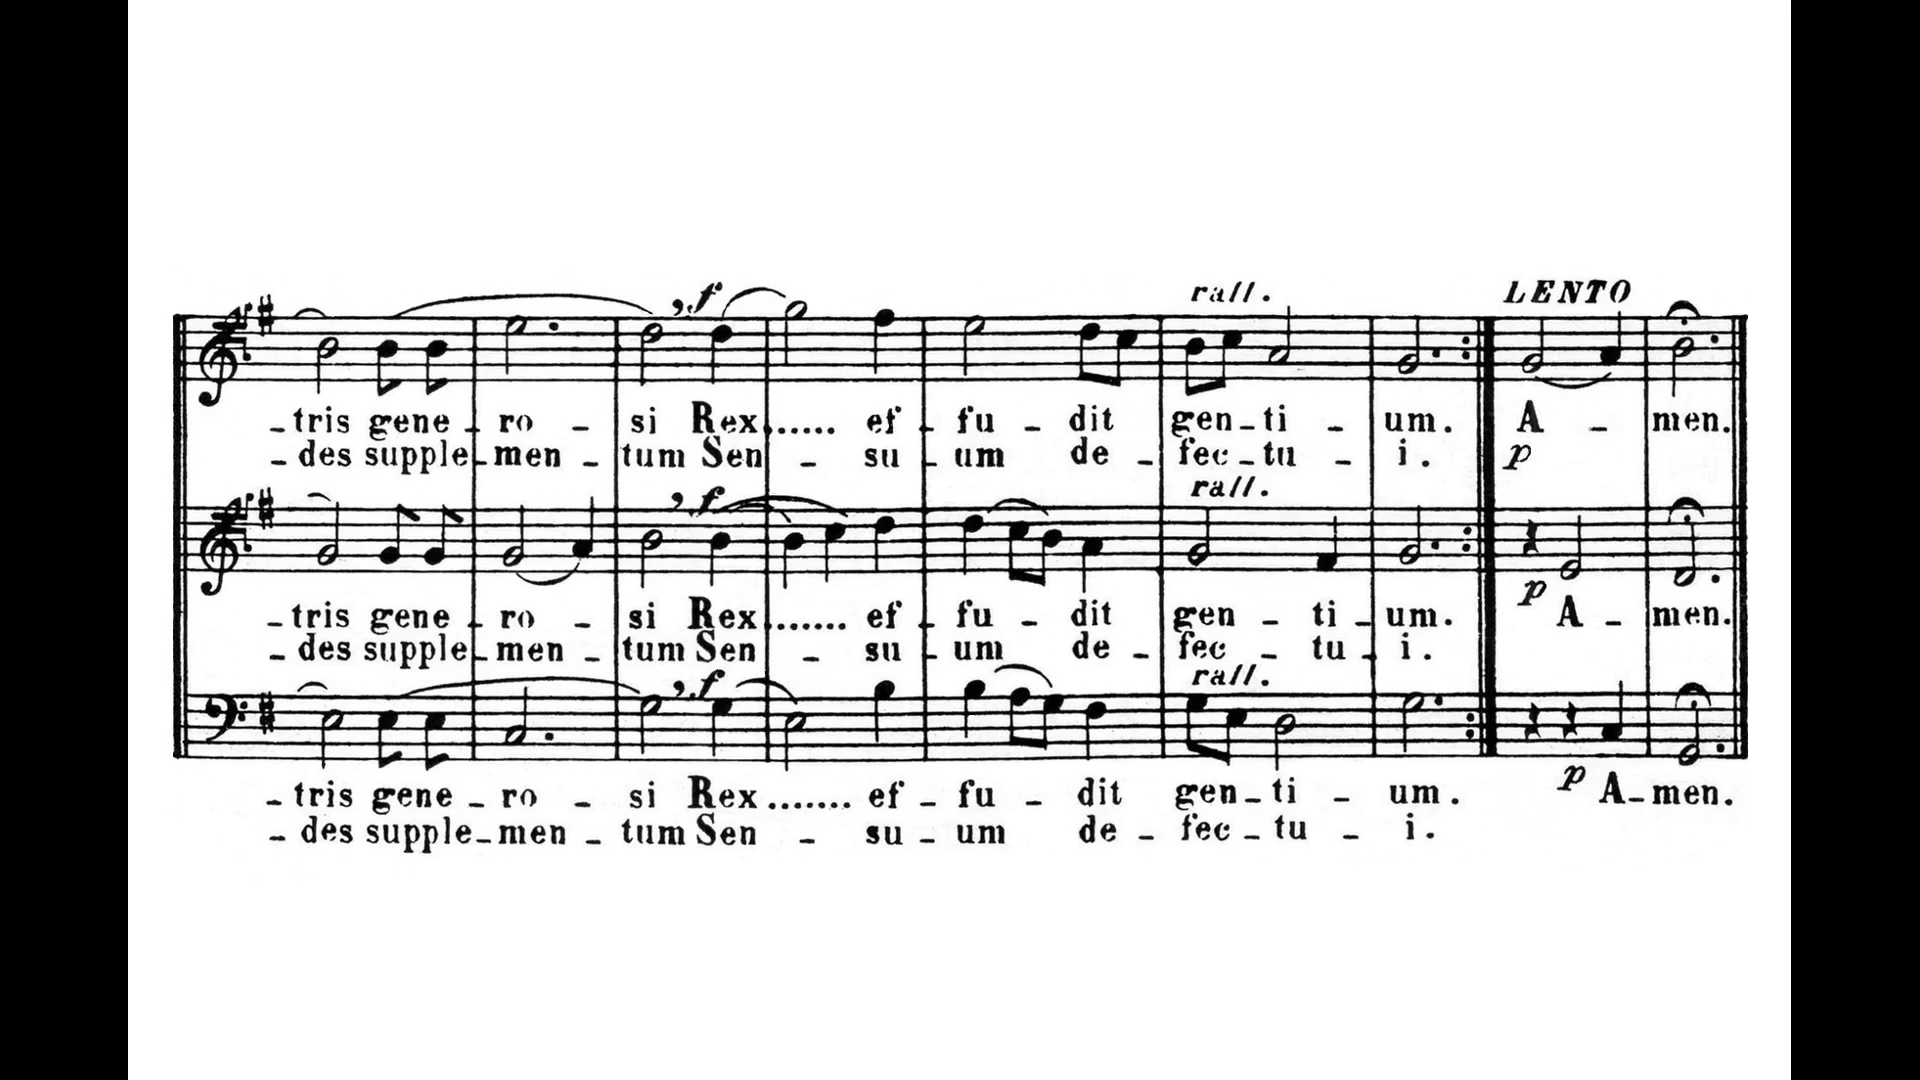 rall. LENTO
f
_ tris gene _ ro _ si Rex...... ef _ fu _ dit gen _ ti _ um. A _ men.
_ des supple _ men _ tum Sen _ su _ um de _ fec _ tu _ i. p
f rall.
_ tris gene _ ro _ si Rex....... ef _ fu _ dit gen _ ti _ um. p A _ men.
_ des supple _ men _ tum Sen _ su _ um de _ fec _ tu _ i.
f rall.
_ tris gene _ ro _ si Rex....... ef _ fu _ dit gen _ ti _ um. p A _ men.
_ des supple _ men _ tum Sen _ su _ um de _ fec _ tu _ i.